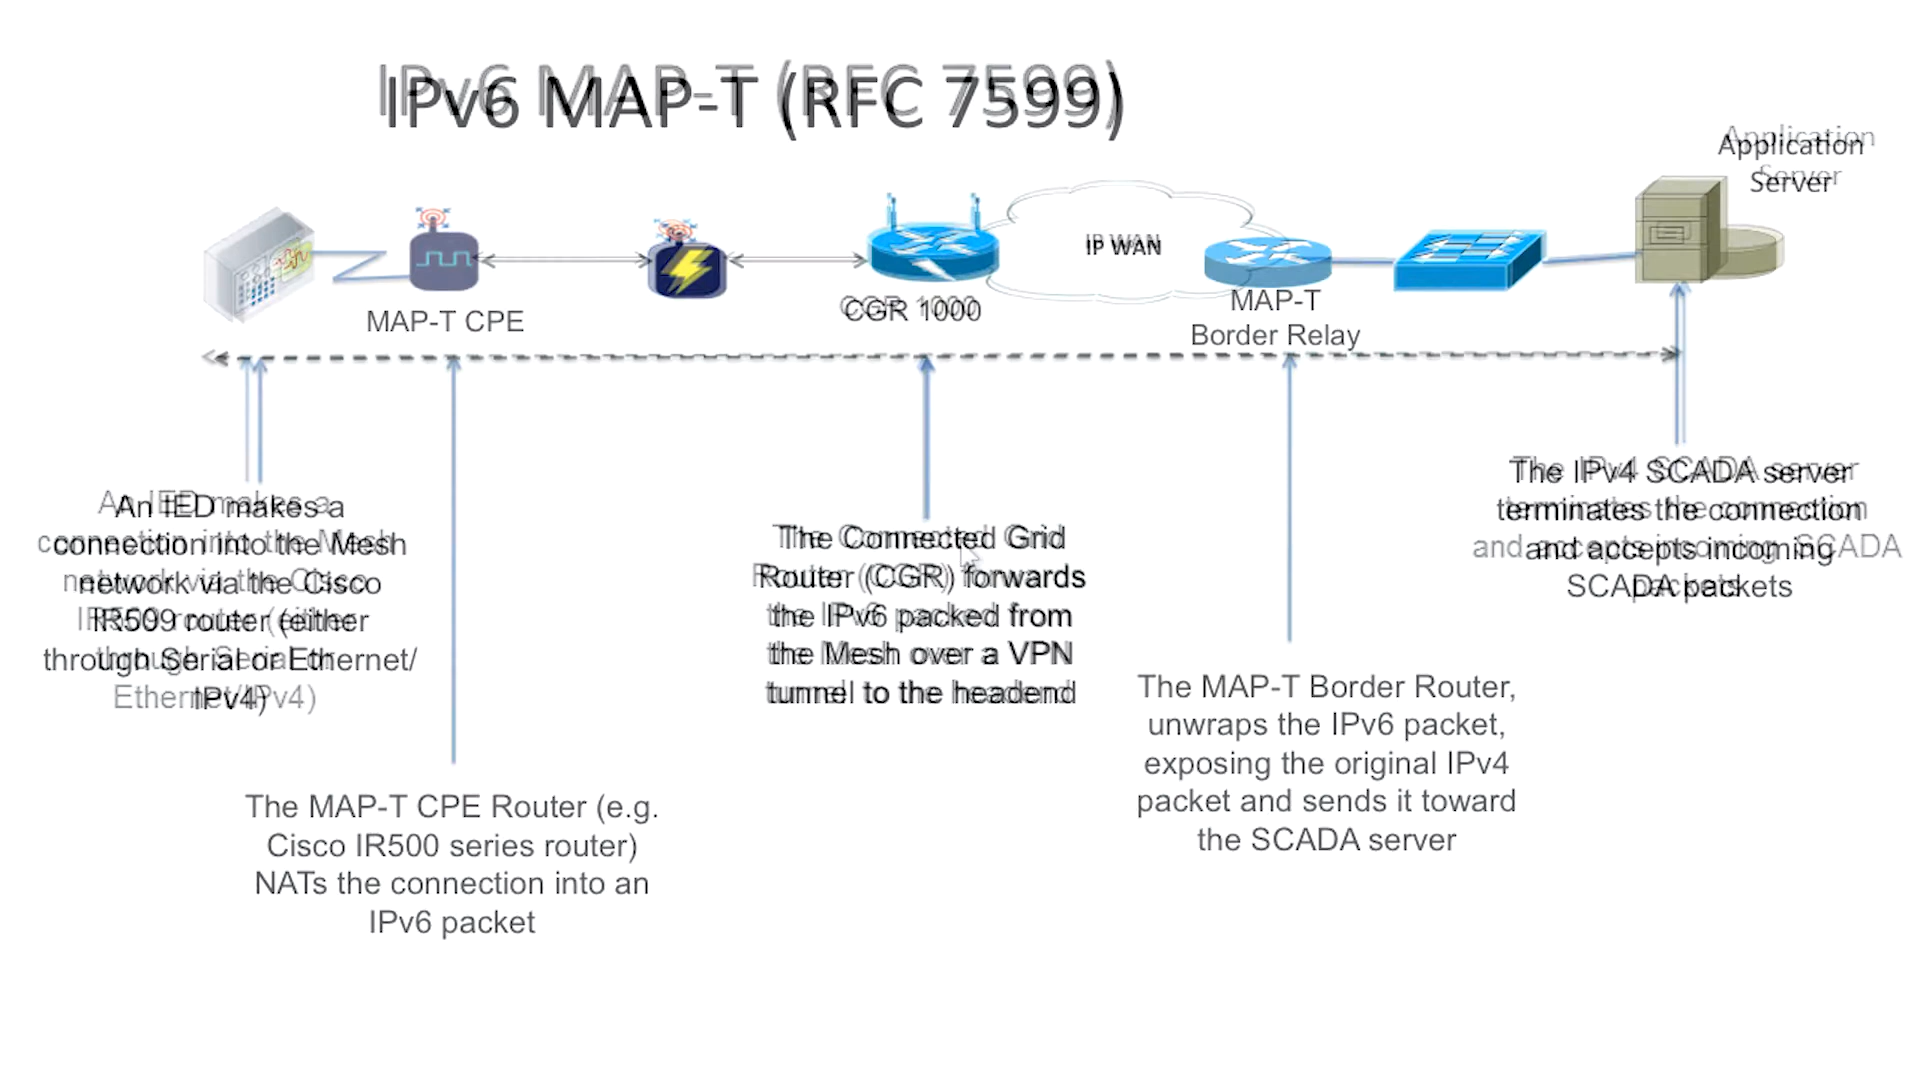 IPv6 MAP-T (RFC 7599)
Application
Server
IP WAN
MAP-T CPE
CGR 1000
MAP-T
Border Relay
An IED makes a
connection into the Mesh
network via the Cisco
IR509 router (either
through Serial or Ethernet/
IPv4)
The MAP-T CPE Router (e.g.
Cisco IR500 series router)
NATs the connection into an
IPv6 packet
The Connected Grid
Router (CGR) forwards
the IPv6 packed from
the Mesh over a VPN
tunnel to the headend
The MAP-T Border Router,
unwraps the IPv6 packet,
exposing the original IPv4
packet and sends it toward
the SCADA server
The IPv4 SCADA server
terminates the connection
and accepts incoming
SCADA packets